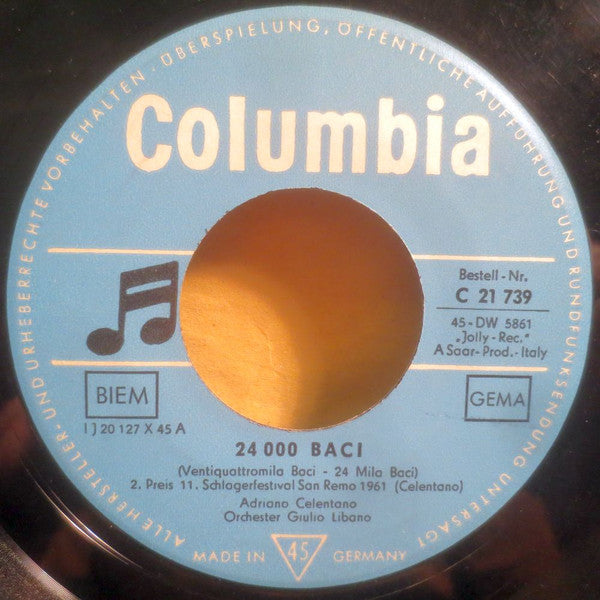 ALLE HERSTELLER- UND URHEBERRECHTE VORBEHALTEN · ÜBERSPIELUNG, ÖFFENTLICHE AUFFÜHRUNG UND RUNDFUNKSENDUNG UNTERSAGT
Columbia
Bestell-Nr.
C 21 739
45-DW 5861
„Jolly-Rec."
A Saar-Prod.-Italy
BIEM
GEMA
I J 20 127 X 45 A
24 000 BACI
(Ventiquattromila Baci - 24 Mila Baci)
2. Preis 11. Schlagerfestival San Remo 1961 (Celentano)
Adriano Celentano
Orchester Giulio Libano
MADE IN 45 GERMANY